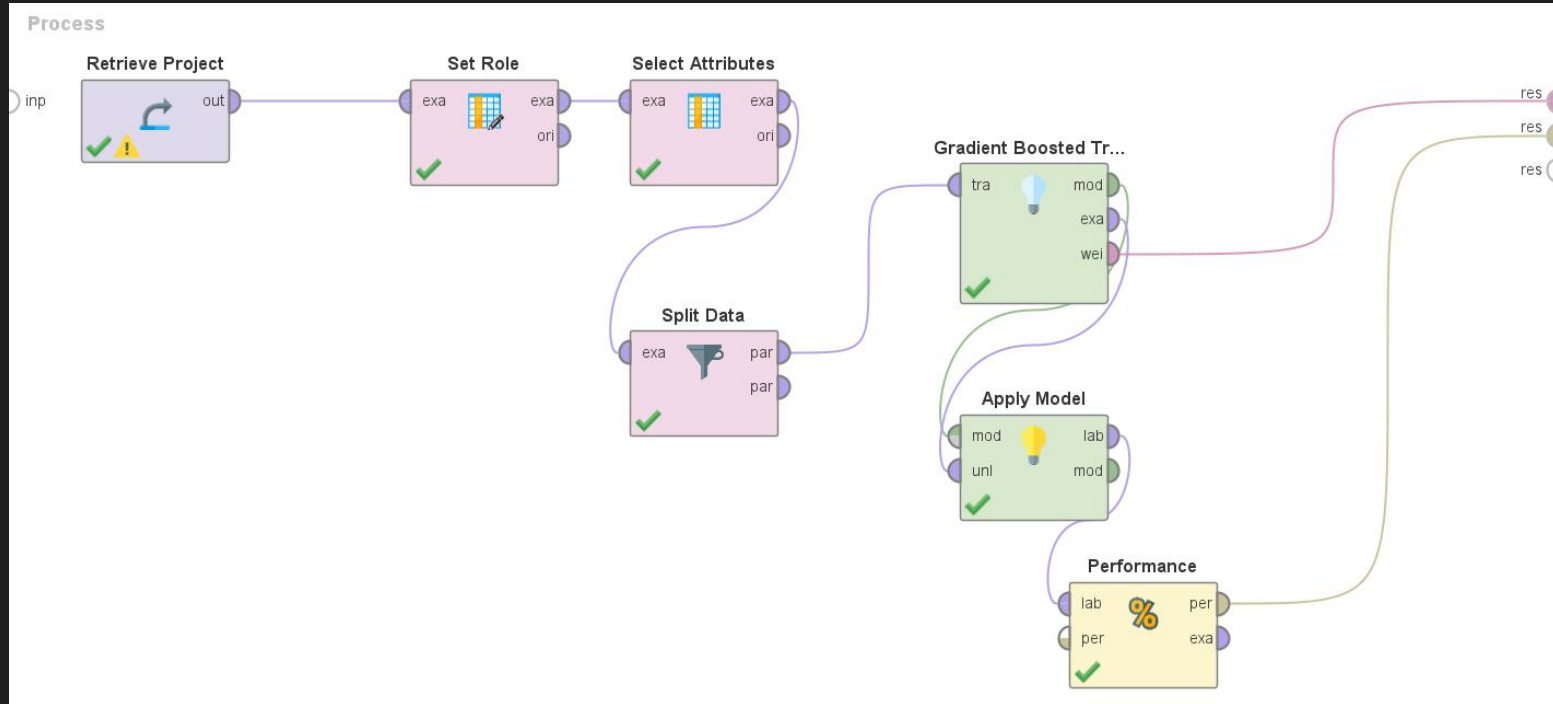 Process
Retrieve Project
inp
out
Set Role
exa
exa
ori
Select Attributes
exa
exa
ori
Split Data
exa
par
par
Gradient Boosted Tr...
tra
mod
exa
wei
Apply Model
mod
lab
unl
mod
Performance
lab
per
per
exa
%
res
res
res